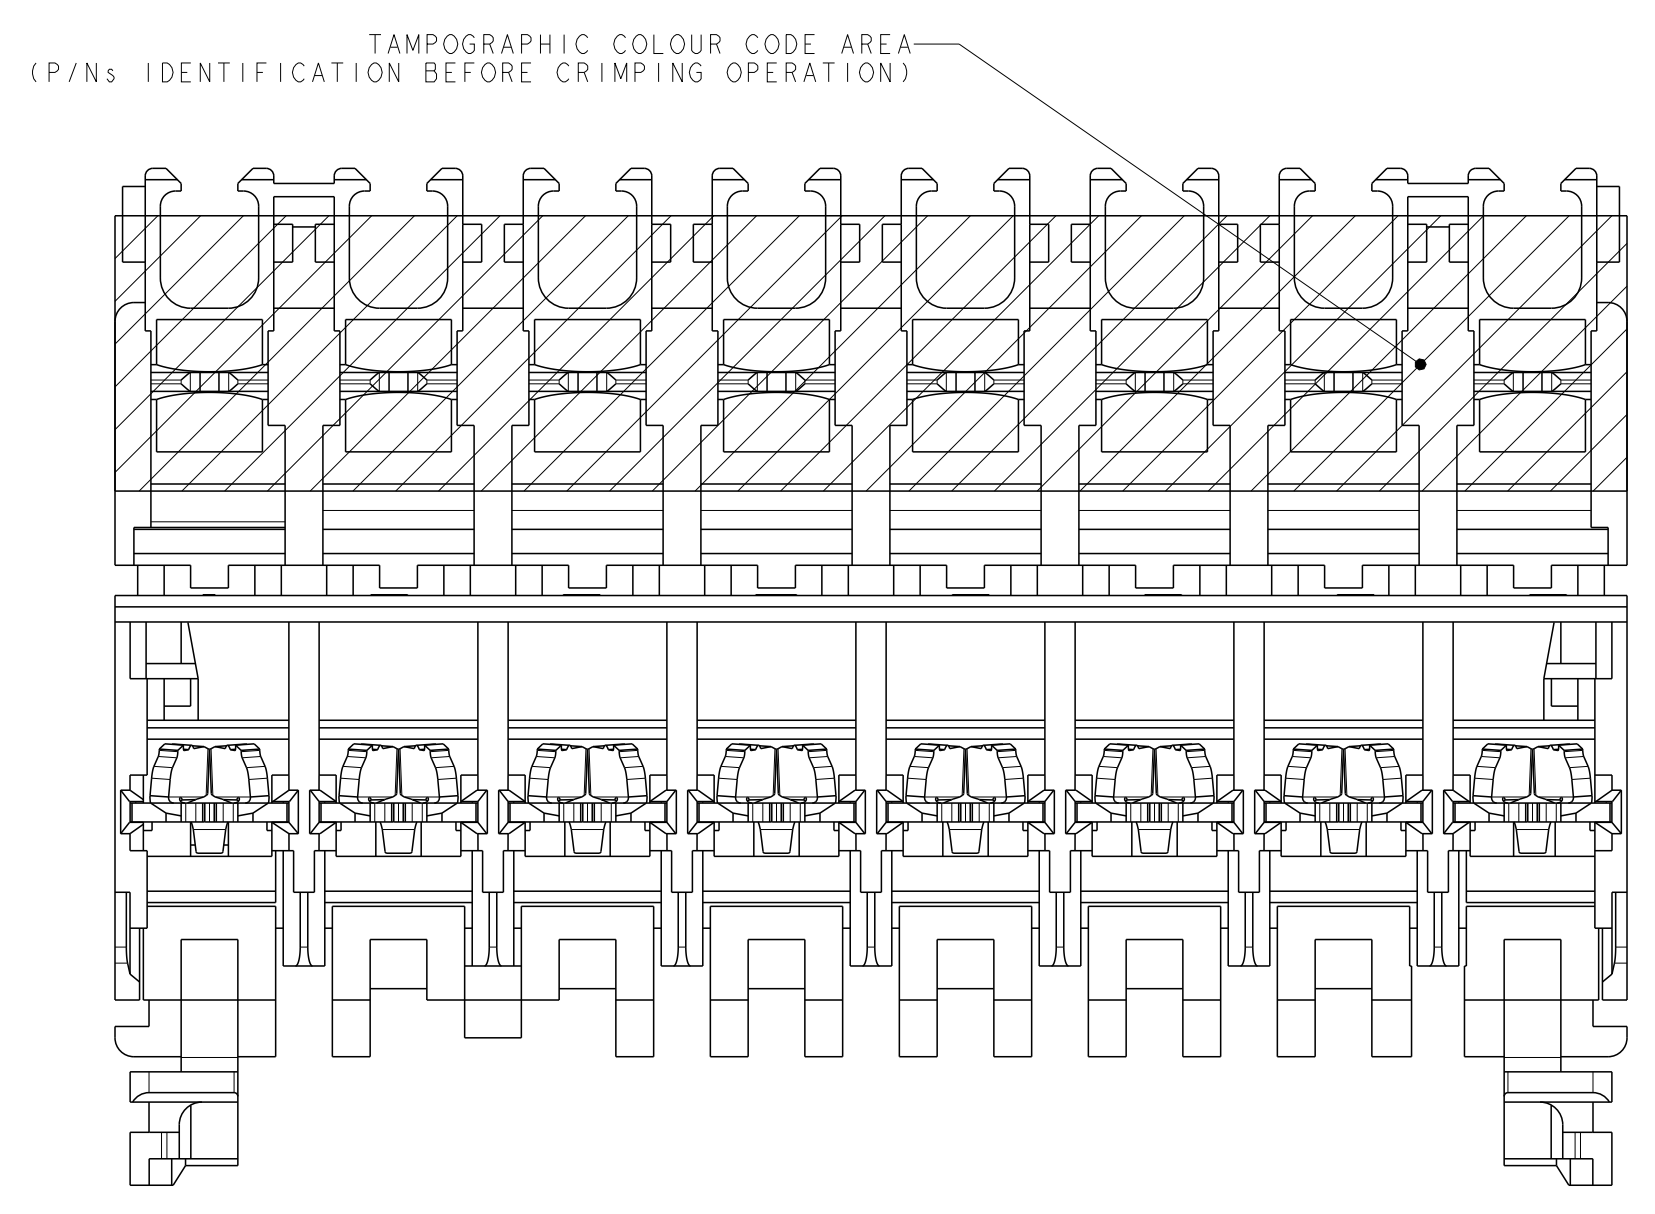 TAMPOGRAPHIC COLOUR CODE AREA
(P/Ns IDENTIFICATION BEFORE CRIMPING OPERATION)